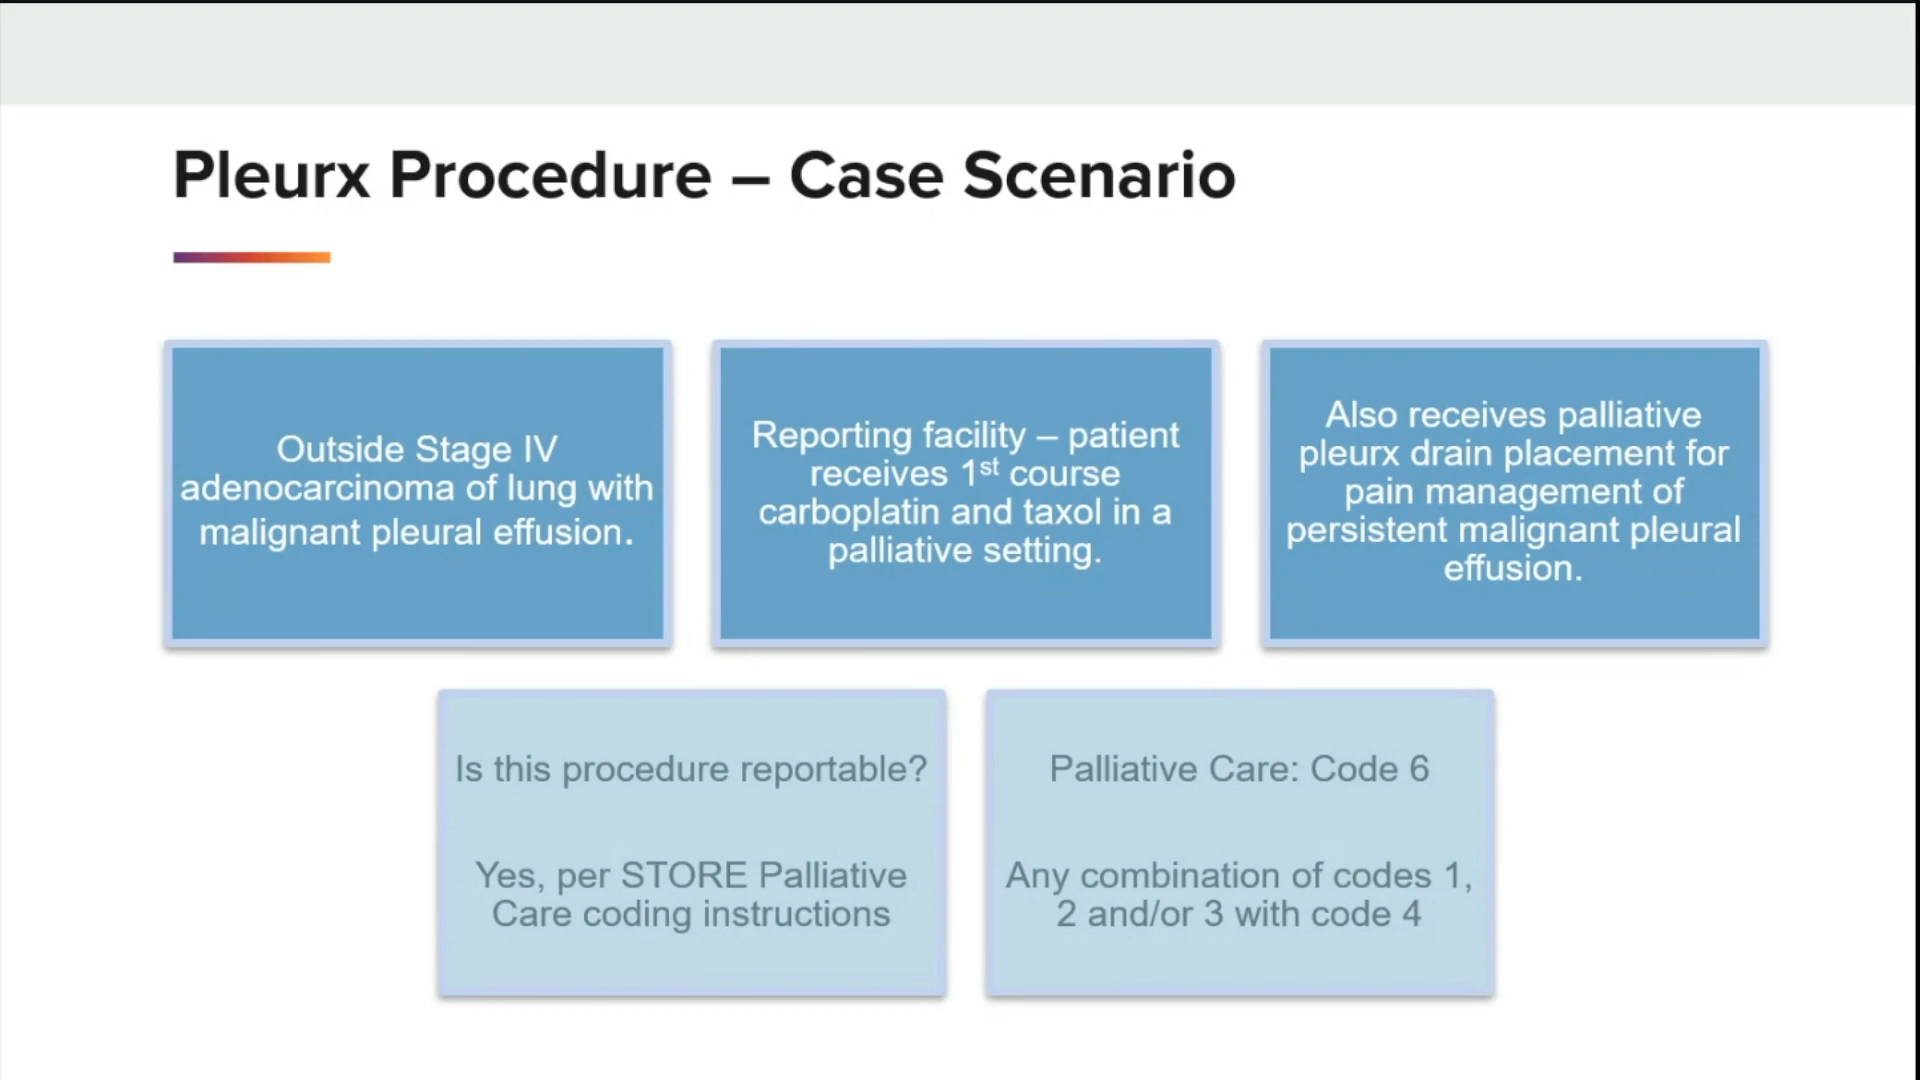 Pleurx Procedure – Case Scenario
Outside Stage IV
adenocarcinoma of lung with
malignant pleural effusion.
Reporting facility – patient
receives 1st course
carboplatin and taxol in a
palliative setting.
Also receives palliative
pleurx drain placement for
pain management of
persistent malignant pleural
effusion.
Is this procedure reportable?
Yes, per STORE Palliative
Care coding instructions
Palliative Care: Code 6
Any combination of codes 1,
2 and/or 3 with code 4